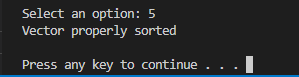 Select an option: 5
Vector properly sorted
Press any key to continue . . .